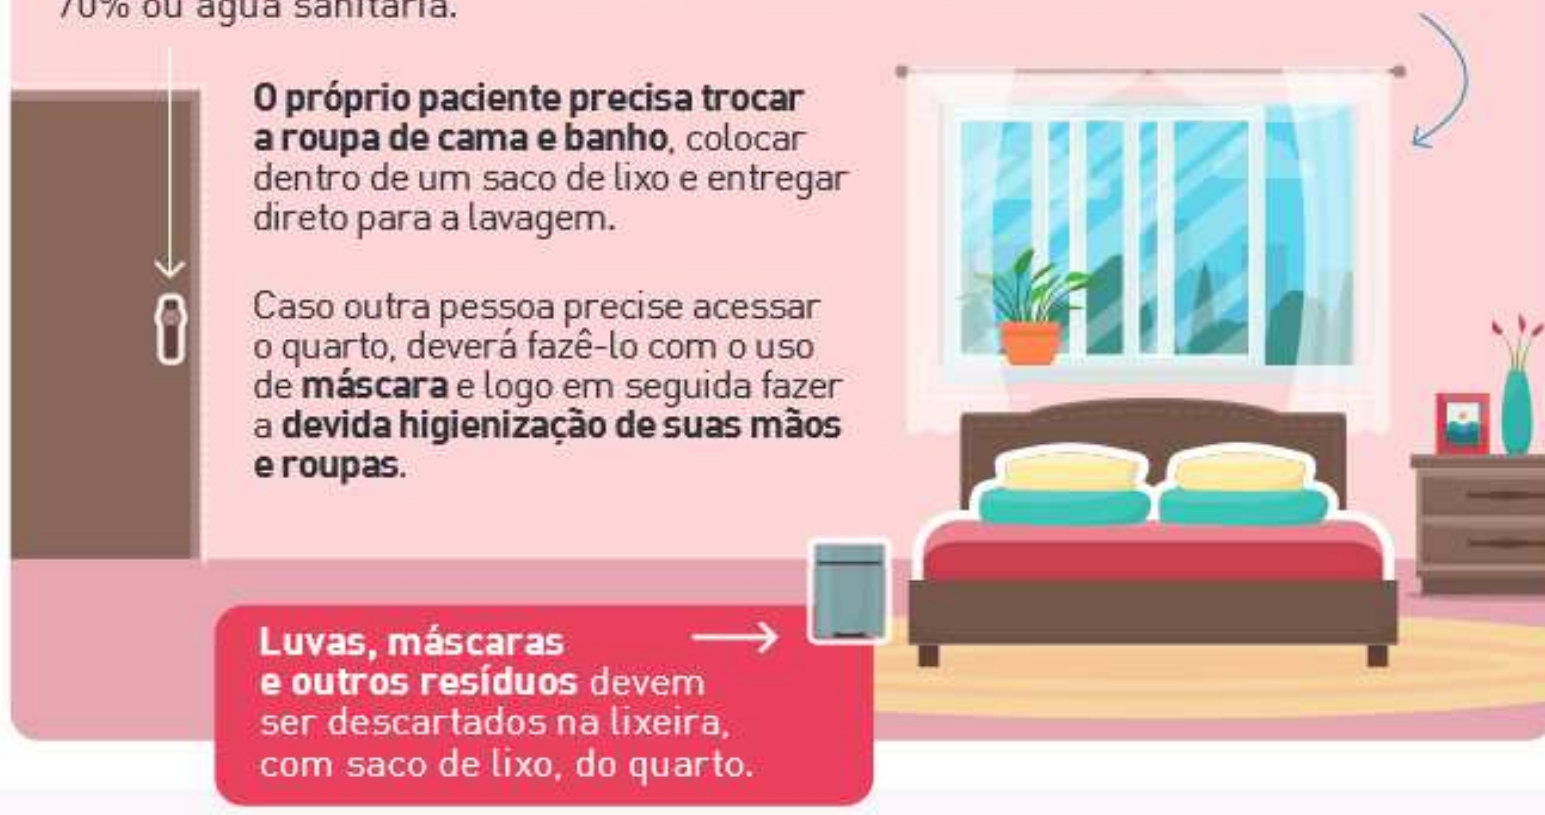 70% ou água sanitária.
O próprio paciente precisa trocar
a roupa de cama e banho, colocar
dentro de um saco de lixo e entregar
direto para a lavagem.
Caso outra pessoa precise acessar
o quarto, deverá fazê-lo com o uso
de máscara e logo em seguida fazer
a devida higienização de suas mãos
e roupas.
Luvas, máscaras
e outros resíduos devem
ser descartados na lixeira,
com saco de lixo, do quarto.